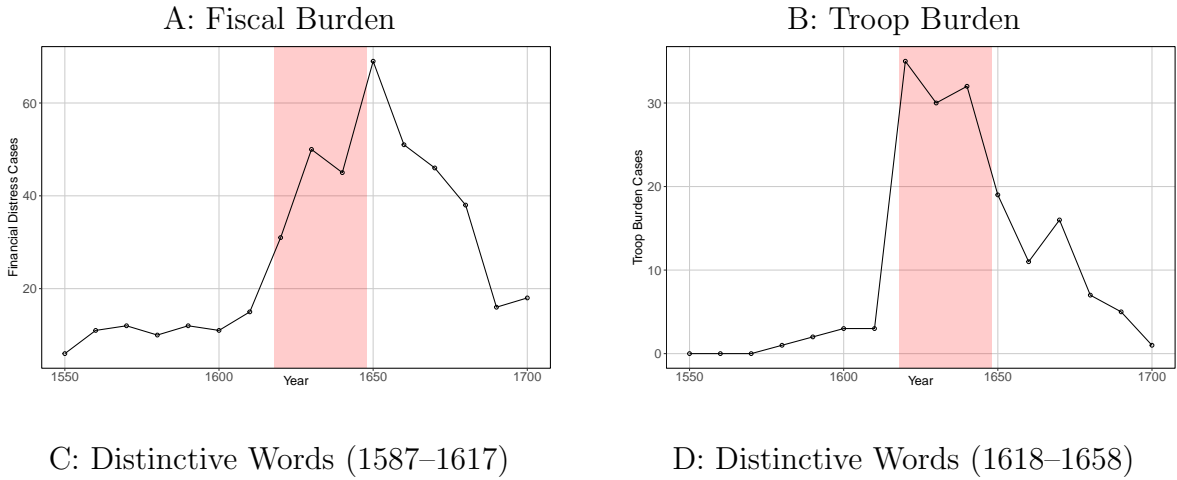 A: Fiscal Burden
Financial Distress Cases
60
40
20
1550
1600
1650
1700
Year
B: Troop Burden
Troop Burden Cases
30
20
10
0
1550
1600
1650
1700
Year
C: Distinctive Words (1587–1617)
D: Distinctive Words (1618–1658)